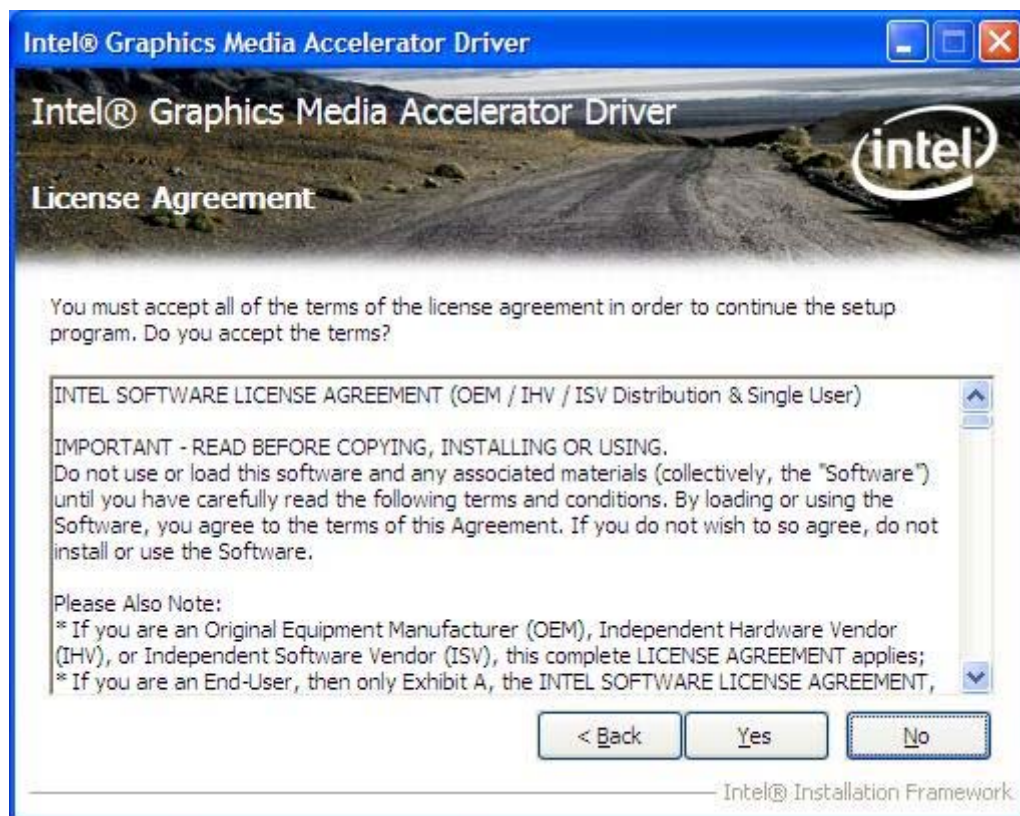 Intel® Graphics Media Accelerator Driver
Intel® Graphics Media Accelerator Driver
intel
License Agreement
You must accept all of the terms of the license agreement in order to continue the setup
program. Do you accept the terms?
INTEL SOFTWARE LICENSE AGREEMENT (OEM / IHV / ISV Distribution & Single User)
IMPORTANT - READ BEFORE COPYING, INSTALLING OR USING.
Do not use or load this software and any associated materials (collectively, the "Software")
until you have carefully read the following terms and conditions. By loading or using the
Software, you agree to the terms of this Agreement. If you do not wish to so agree, do not
install or use the Software.
Please Also Note:
* If you are an Original Equipment Manufacturer (OEM), Independent Hardware Vendor
(IHV), or Independent Software Vendor (ISV), this complete LICENSE AGREEMENT applies;
* If you are an End-User, then only Exhibit A, the INTEL SOFTWARE LICENSE AGREEMENT,
< Back Yes No
Intel® Installation Framework